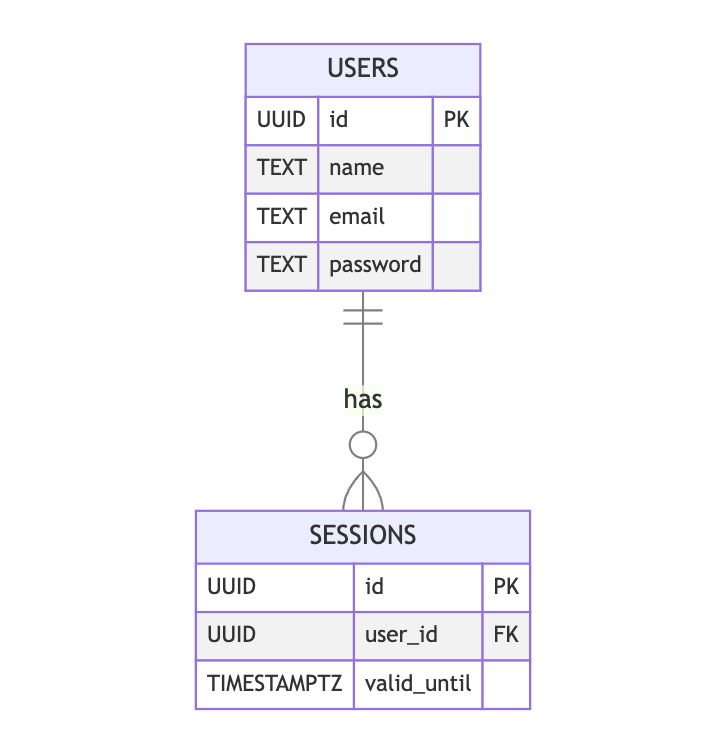 USERS
UUID id PK
TEXT name
TEXT email
TEXT password
has
SESSIONS
UUID id PK
UUID user_id FK
TIMESTAMPTZ valid_until